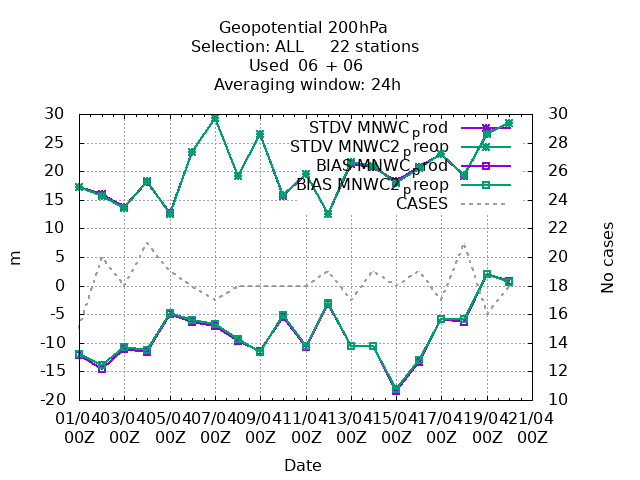 Geopotential 200hPa
Selection: ALL 22 stations
Used 06 + 06
Averaging window: 24h
30 30
STDV MNWC_prod
25 28
STDV MNWC2_preop
20 26
BIAS MNWC_prod
15 24
BIAS MNWC2_preop
CASES
10 22
5 20
0 18
-5 16
-10 14
-15 12
-20 10
m
No cases
01/04 03/04 05/04 07/04 09/04 11/04 13/04 15/04 17/04 19/04 21/04
00Z 00Z 00Z 00Z 00Z 00Z 00Z 00Z 00Z 00Z 00Z
Date